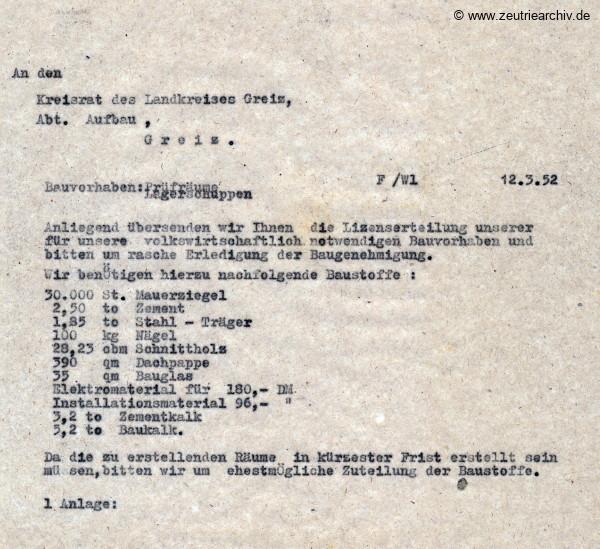 © www.zeutriearchiv.de
An den
Kreisrat des Landkreises Greiz,
Abt. Aufbau ,
G r e i z .
F /Wl 12.3.52
Bauvorhaben:Prüfräume
Lagerschuppen
Anliegend übersenden wir Ihnen die Lizenserteilung unserer
für unsere volkswirtschaftlich notwendigen Bauvorhaben und
bitten um rasche Erledigung der Baugenehmigung.
Wir benötigen hierzu nachfolgende Baustoffe :
30.000 St. Mauerziegel
2,50 to Zement
1,85 to Stahl - Träger
100 kg Nägel
28,23 cbm Schnittholz
390 qm Dachpappe
35 qm Bauglas
Elektromaterial für 180,- DM
Installationsmaterial 96,- "
3,2 to Zementkalk
5,2 to Baukalk.
Da die zu erstellenden Räume in kürzester Frist erstellt sein
müssen,bitten wir um ehestmögliche Zuteilung der Baustoffe.
1 Anlage: